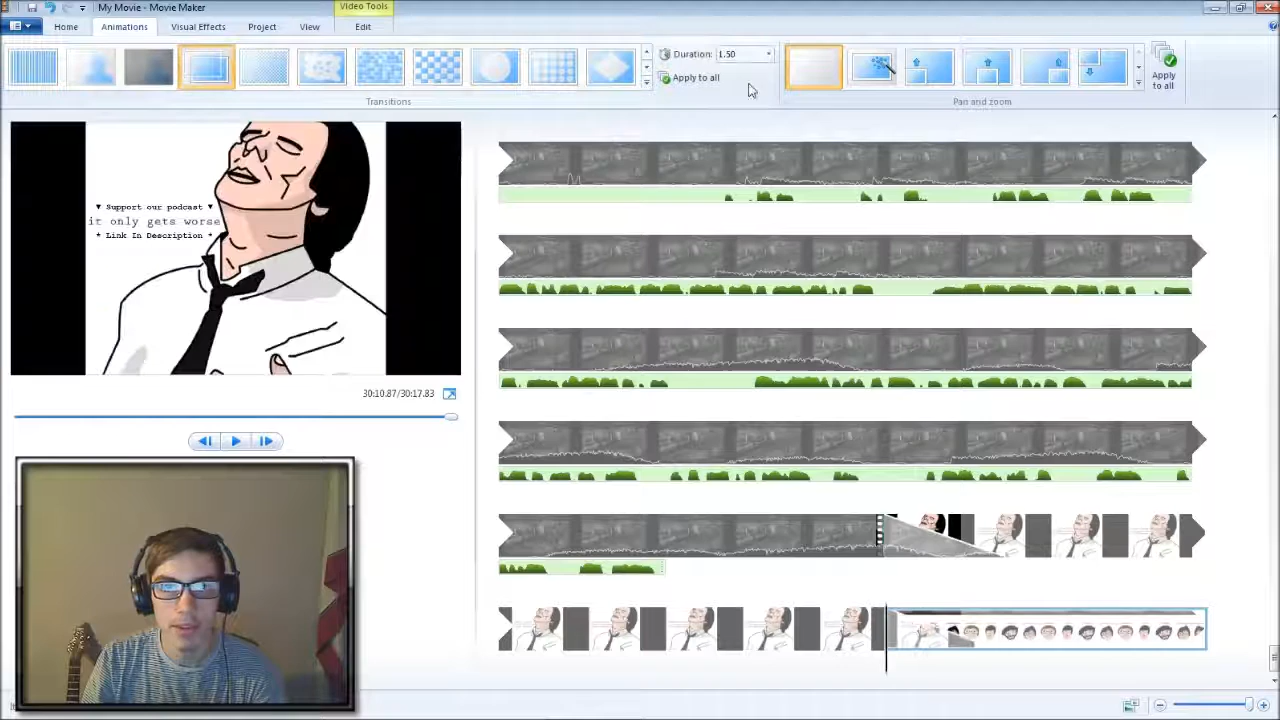 My Movie - Movie Maker
Video Tools
Home
Animations
Visual Effects
Project
View
Edit
Duration: 1.50
Apply to all
Transitions
Apply
to all
Pan and zoom
▼ Support our podcast ▼
it only gets worse
* Link In Description *
30:10.87/30:17.83